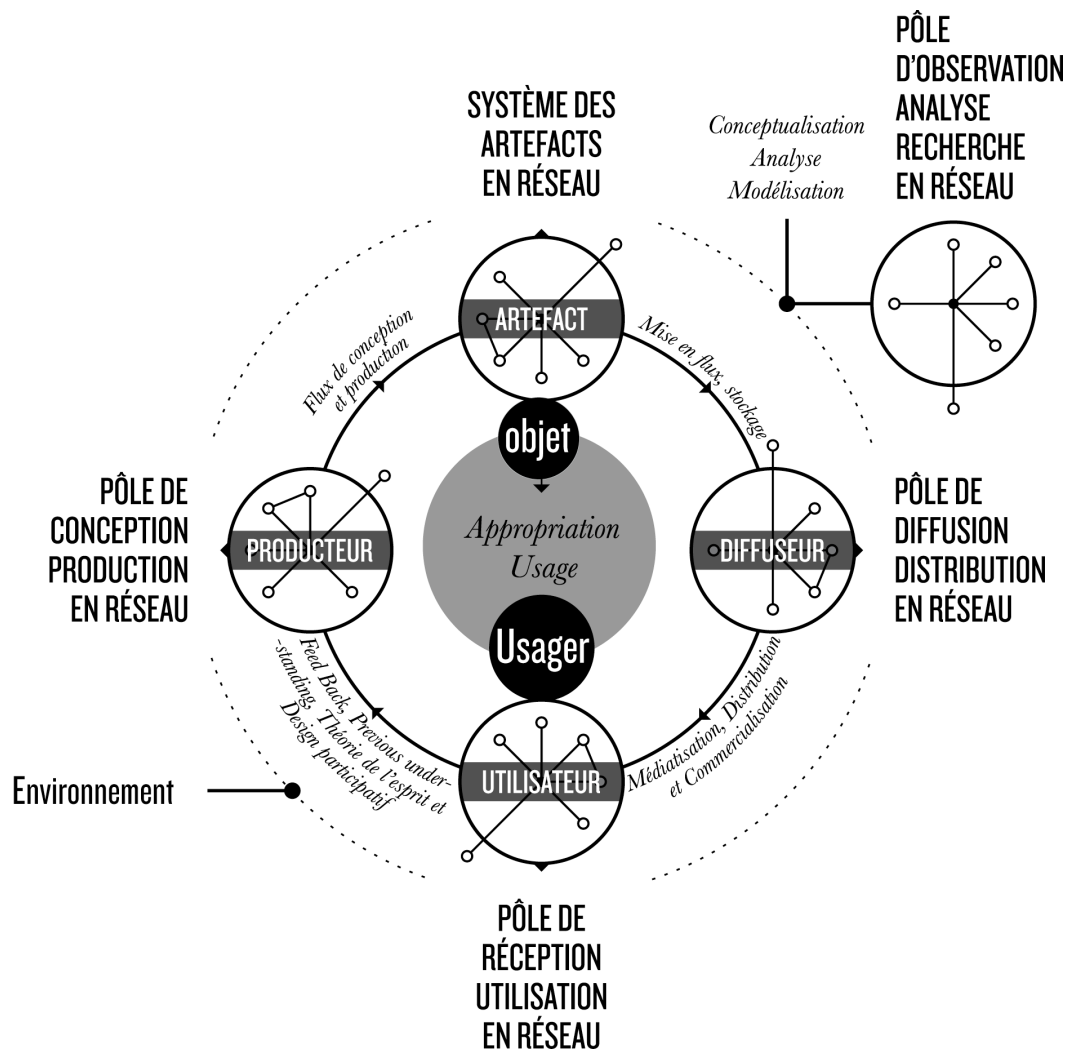 PÔLE
D’OBSERVATION
ANALYSE
RECHERCHE
EN RÉSEAU
SYSTÈME DES
ARTEFACTS
EN RÉSEAU
Conceptualisation
Analyse
Modélisation
ARTEFACT
Flux de conception
et production
Mise en flux, stockage
objet
PÔLE DE
CONCEPTION
PRODUCTION
EN RÉSEAU
PRODUCTEUR
Appropriation
Usage
DIFFUSEUR
PÔLE DE
DIFFUSION
DISTRIBUTION
EN RÉSEAU
Usager
Feed Back, Previous under-
-standing, Théorie de l’esprit et
Design participatif
Médiatisation, Distribution
et Commercialisation
UTILISATEUR
Environnement
PÔLE DE
RÉCEPTION
UTILISATION
EN RÉSEAU